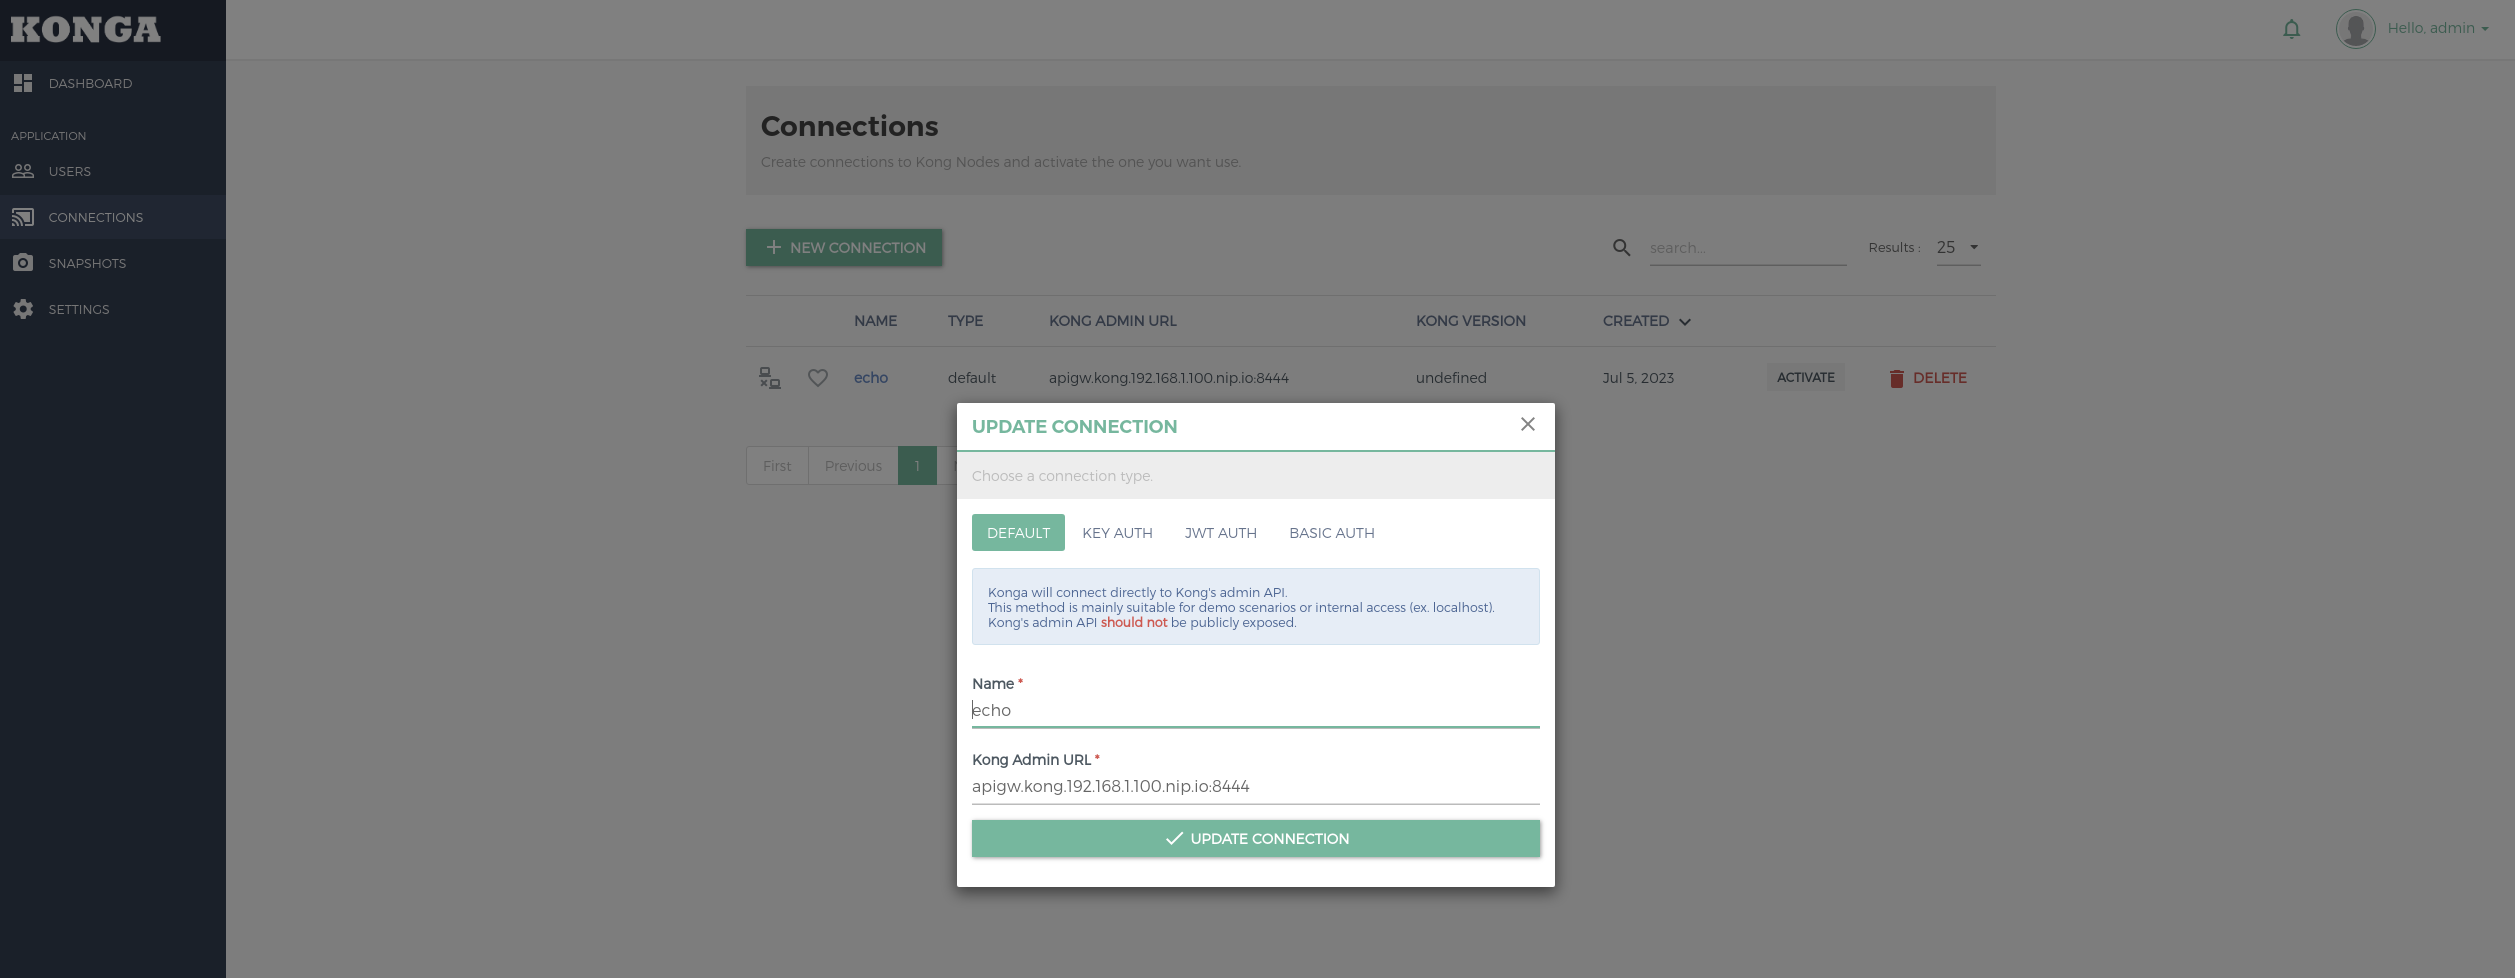 KONGA
Hello, admin
DASHBOARD
APPLICATION
USERS
CONNECTIONS
SNAPSHOTS
SETTINGS
Connections
Create connections to Kong Nodes and activate the one you want use.
NEW CONNECTION
search...
Results :
25
NAME
TYPE
KONG ADMIN URL
KONG VERSION
CREATED
echo
default
apigw.kong.192.168.1.100.nip.io:8444
undefined
Jul 5, 2023
ACTIVATE
DELETE
First
Previous
1
UPDATE CONNECTION
Choose a connection type.
DEFAULT
KEY AUTH
JWT AUTH
BASIC AUTH
Konga will connect directly to Kong's admin API.
This method is mainly suitable for demo scenarios or internal access (ex. localhost).
Kong's admin API should not be publicly exposed.
Name *
echo
Kong Admin URL *
apigw.kong.192.168.1.100.nip.io:8444
UPDATE CONNECTION